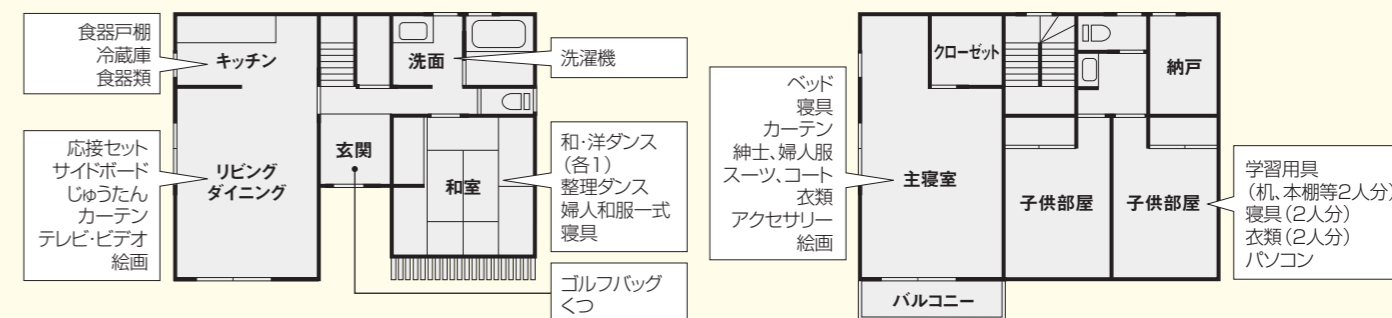 食器戸棚
冷蔵庫
食器類
キッチン
洗面
洗濯機
応接セット
サイドボード
じゅうたん
カーテン
テレビ・ビデオ
絵画
リビング
ダイニング
玄関
和室
和・洋ダンス
(各1)
整理ダンス
婦人和服一式
寝具
ゴルフバッグ
くつ
ベッド
寝具
カーテン
紳士、婦人服
スーツ、コート
衣類
アクセサリー
絵画
クローゼット
納戸
主寝室
子供部屋
子供部屋
学習用具
(机、本棚等2人分)
寝具(2人分)
衣類(2人分)
パソコン
バルコニー